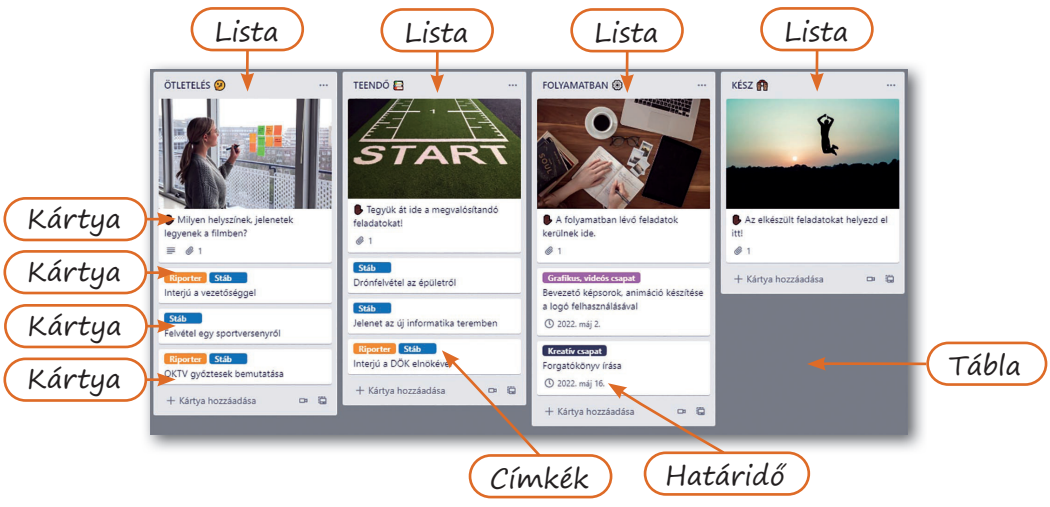 Lista
Lista
Lista
Lista
ÖTLETELÉS
Milyen helyszínek, jelenetek
legyenek a filmben?
1
Riporter Stáb
Interjú a vezetőséggel
Stáb
Felvétel egy sportversenyről
Riporter Stáb
OKTV győztesek bemutatása
+ Kártya hozzáadása
TEENDŐ
START
Tegyük át ide a megvalósítandó
feladatokat!
1
Stáb
Drónfelvétel az épületről
Stáb
Jelenet az új informatika teremben
Riporter Stáb
Interjú a DÖK elnökével
+ Kártya hozzáadása
FOLYAMATBAN
SOUL
A folyamatban lévő feladatok
kerülnek ide.
1
Grafikus, videós csapat
Bevezető képsorok, animáció készítése
a logó felhasználásával
2022. máj 2.
Kreatív csapat
Forgatókönyv írása
2022. máj 16.
+ Kártya hozzáadása
KÉSZ
Az elkészült feladatokat helyezd el
itt!
1
+ Kártya hozzáadása
Kártya
Kártya
Kártya
Kártya
Tábla
Címkék
Határidő